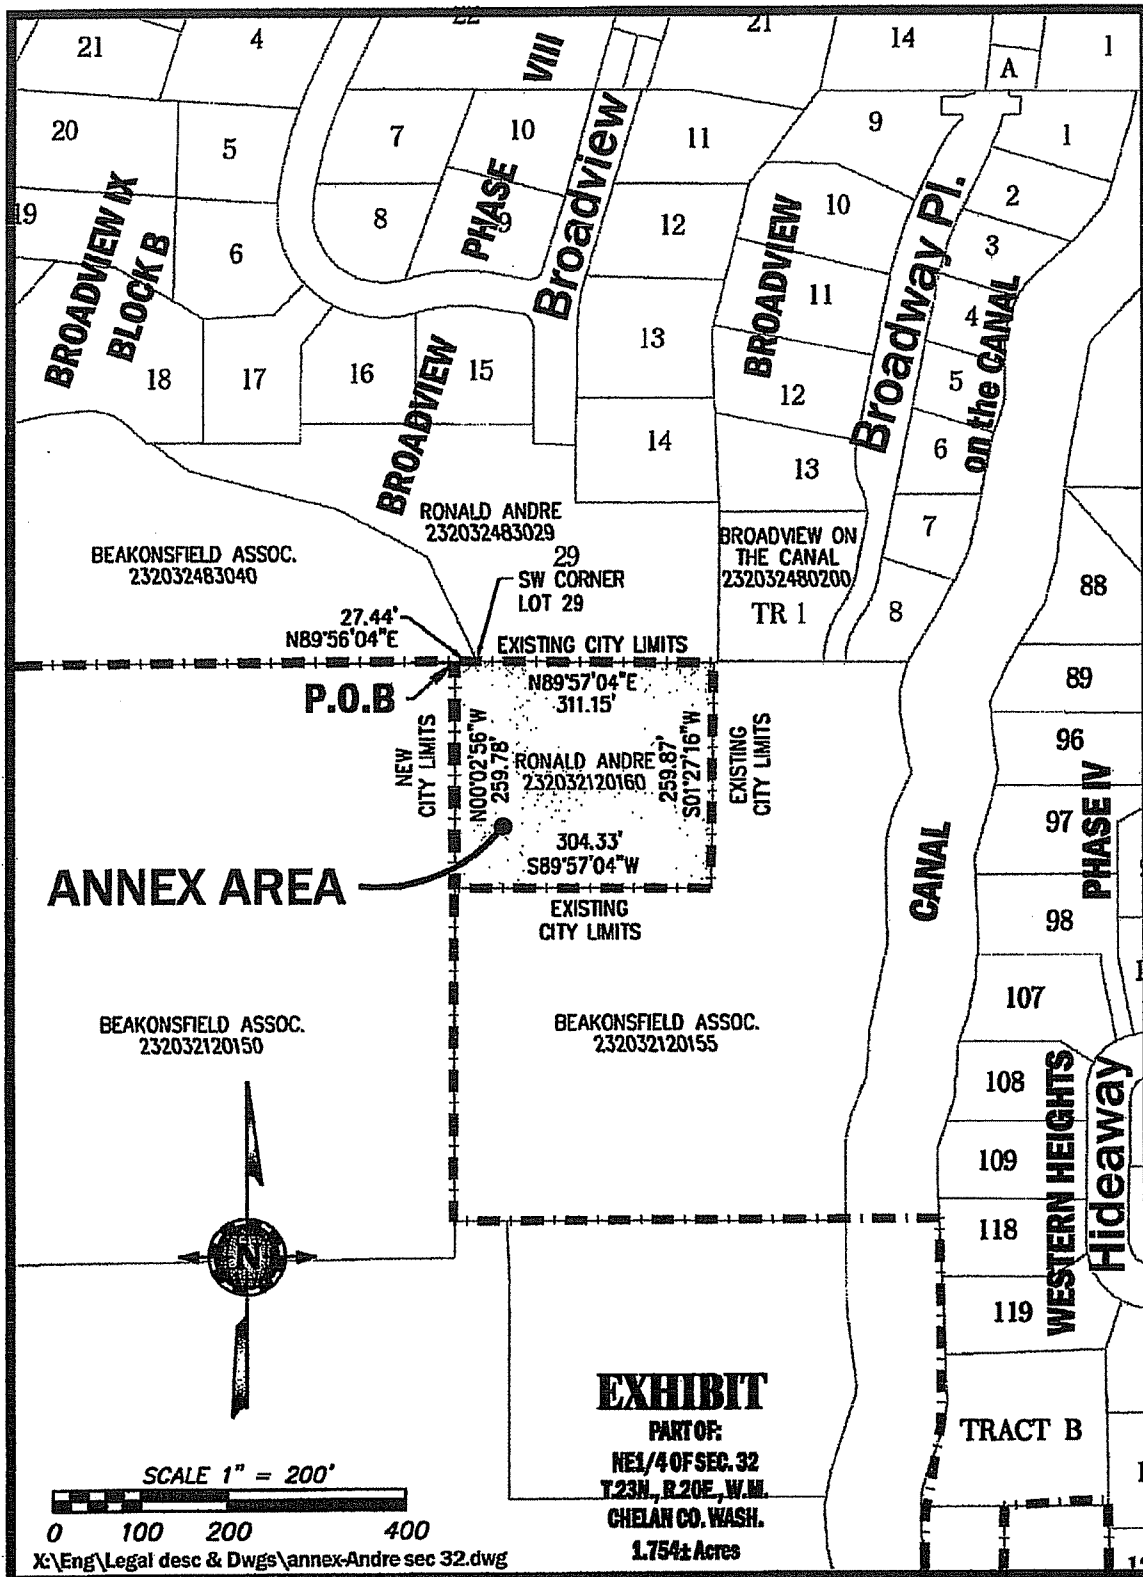 22
21
4
VIII
21
14
A
1
20
5
7
10
11
9
1
BROADVIEW IX
BLOCK B
19
6
8
PHASE
9
Broadview
12
BROADVIEW
10
Broadway Pl.
2
3
on the CANAL
11
4
18
17
16
BROADVIEW
15
13
12
5
14
13
6
7
8
RONALD ANDRE
232032483029
29
BEAKONSFIELD ASSOC.
232032483040
SW CORNER
LOT 29
BROADVIEW ON
THE CANAL
232032480200
TR 1
88
27.44'
N89°56'04"E
EXISTING CITY LIMITS
P.O.B
N89°57'04"E
311.15'
89
NEW
CITY LIMITS
N00°02'56"W
259.78'
RONALD ANDRE
232032120160
259.87'
S01°27'16"W
EXISTING
CITY LIMITS
96
97
PHASE IV
304.33'
S89°57'04"W
ANNEX AREA
EXISTING
CITY LIMITS
CANAL
98
107
BEAKONSFIELD ASSOC.
232032120150
BEAKONSFIELD ASSOC.
232032120155
108
109
118
119
WESTERN HEIGHTS
Hideaway
N
TRACT B
EXHIBIT
PART OF:
NE1/4 OF SEC. 32
T.23N., R.20E., W.M.
CHELAN CO. WASH.
1.754± Acres
SCALE 1" = 200'
0 100 200 400
X:\Eng\Legal desc & Dwgs\annex-Andre sec 32.dwg